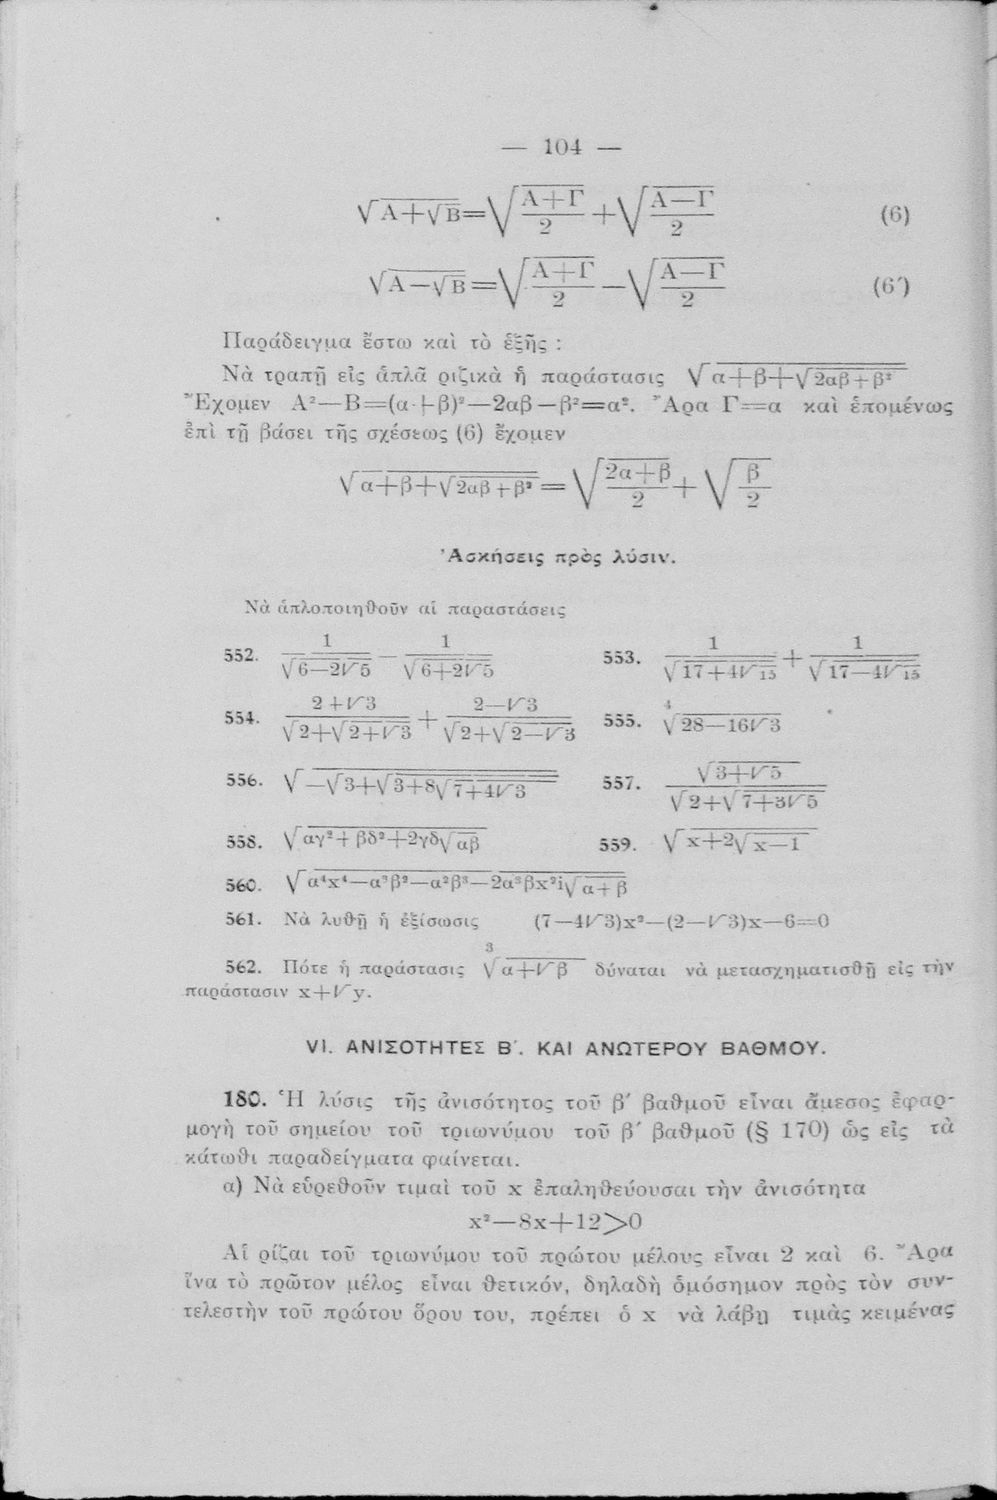 — 104 —
√(Α+√Β)=√((Α+Γ)/2)+√((Α—Γ)/2) (6)
√(Α—√Β)=√((Α+Γ)/2)—√((Α—Γ)/2) (6´)
Παράδειγμα ἔστω καὶ τὸ ἑξῆς :
Νὰ τραπῇ εἰς ἁπλᾶ ριζικὰ ἡ παράστασις √(α+β+√(2αβ+β²))
Ἔχομεν Α²—Β=(α+β)²—2αβ—β²=α². Ἄρα Γ=α καὶ ἑπομένως
ἐπὶ τῇ βάσει τῆς σχέσεως (6) ἔχομεν
√(α+β+√(2αβ+β²))=√((2α+β)/2)+√(β/2)
Ἀσκήσεις πρὸς λύσιν.
Νὰ ἁπλοποιηθοῦν αἱ παραστάσεις
552. 1/√(6—2√5) — 1/√(6+2√5) 553. 1/√(17+4√15) + 1/√(17—4√15)
554. (2+√3)/√(2+√(2+√3)) + (2—√3)/√(2+√(2—√3)) 555. ⁴√(28—16√3)
556. √(—√(3+√(3+8√(7+4√3)))) 557. √(3+√5)/√(2+√(7+3√5))
558. √(αγ²+βδ²+2γδ√(αβ)) 559. √(x+2√(x—1))
560. √(α⁴x⁴—α³β²—α²β³—2α³βx²i√(α+β))
561. Νὰ λυθῇ ἡ ἐξίσωσις (7—4√3)x²—(2—√3)x—6=0
562. Πότε ἡ παράστασις ³√(α+√β) δύναται νὰ μετασχηματισθῇ εἰς τὴν
παράστασιν x+√y.
VI. ΑΝΙΣΟΤΗΤΕΣ Β΄. ΚΑΙ ΑΝΩΤΕΡΟΥ ΒΑΘΜΟΥ.
180. Ἡ λύσις τῆς ἀνισότητος τοῦ β´ βαθμοῦ εἶναι ἄμεσος ἐφαρ-
μογὴ τοῦ σημείου τοῦ τριωνύμου τοῦ β´ βαθμοῦ (§ 170) ὡς εἰς τὰ
κάτωθι παραδείγματα φαίνεται.
α) Νὰ εὑρεθοῦν τιμαὶ τοῦ x ἐπαληθεύουσαι τὴν ἀνισότητα
x²—8x+12>0
Αἱ ρίζαι τοῦ τριωνύμου τοῦ πρώτου μέλους εἶναι 2 καὶ 6. Ἄρα
ἵνα τὸ πρῶτον μέλος εἶναι θετικόν, δηλαδὴ ὁμόσημον πρὸς τὸν συν-
τελεστὴν τοῦ πρώτου ὅρου του, πρέπει ὁ x νὰ λάβῃ τιμὰς κειμένας